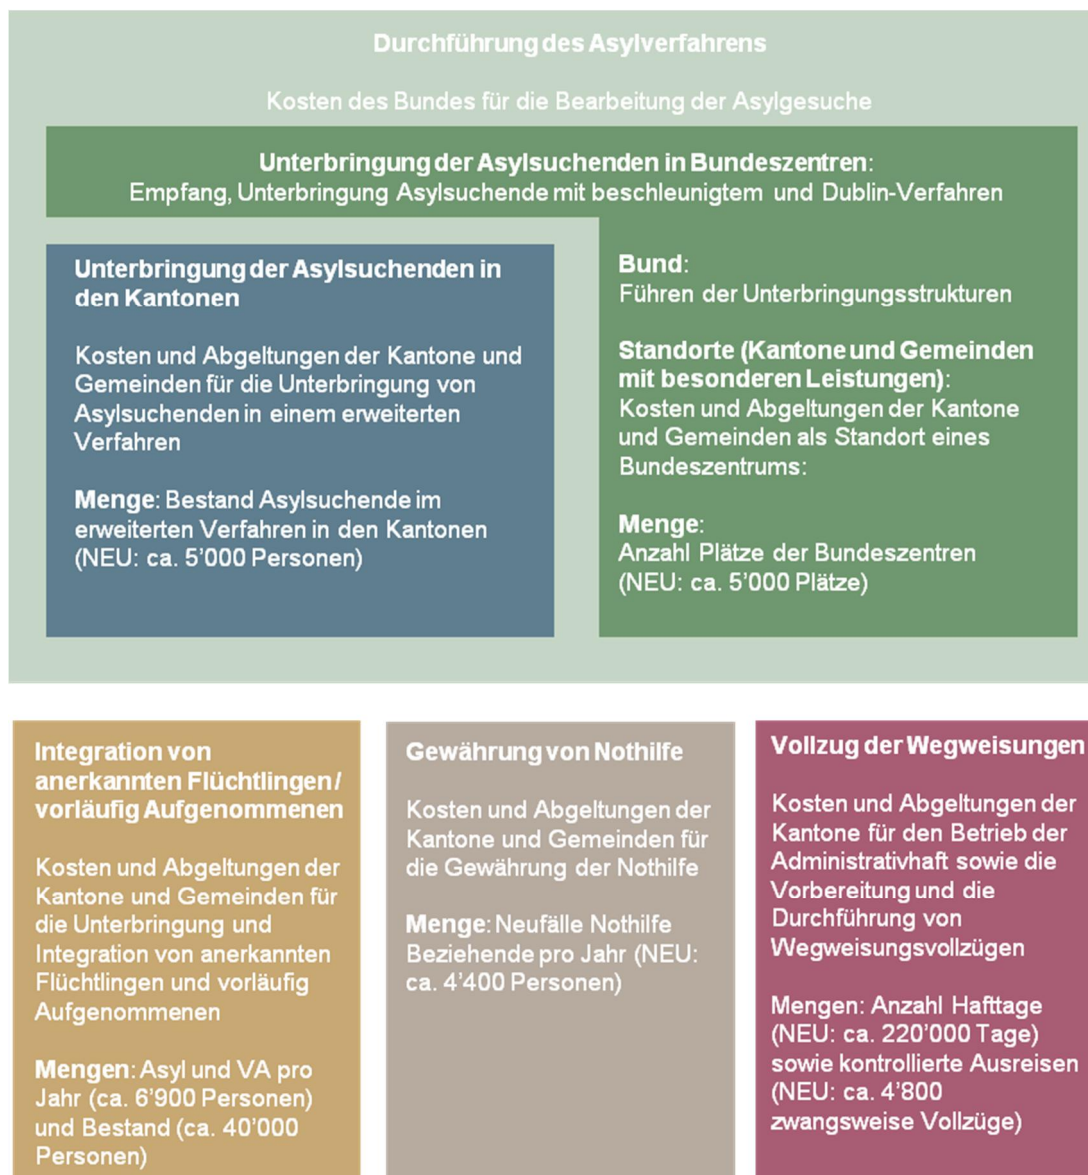 Durchführung des Asylverfahrens
Kosten des Bundes für die Bearbeitung der Asylgesuche
Unterbringung der Asylsuchenden in Bundeszentren:
Empfang, Unterbringung Asylsuchende mit beschleunigtem und Dublin-Verfahren
Unterbringung der Asylsuchenden in
den Kantonen
Kosten und Abgeltungen der Kantone und
Gemeinden für die Unterbringung von
Asylsuchenden in einem erweiterten
Verfahren
Menge: Bestand Asylsuchende im
erweiterten Verfahren in den Kantonen
(NEU: ca. 5'000 Personen)
Bund:
Führen der Unterbringungsstrukturen
Standorte (Kantone und Gemeinden
mit besonderen Leistungen):
Kosten und Abgeltungen der Kantone
und Gemeinden als Standort eines
Bundeszentrums:
Menge:
Anzahl Plätze der Bundeszentren
(NEU: ca. 5'000 Plätze)
Integration von
anerkannten Flüchtlingen /
vorläufig Aufgenommenen
Kosten und Abgeltungen der
Kantone und Gemeinden für
die Unterbringung und
Integration von anerkannten
Flüchtlingen und vorläufig
Aufgenommenen
Mengen: Asyl und VA pro
Jahr (ca. 6'900 Personen)
und Bestand (ca. 40'000
Personen)
Gewährung von Nothilfe
Kosten und Abgeltungen der
Kantone und Gemeinden für
die Gewährung der Nothilfe
Menge: Neufälle Nothilfe
Beziehende pro Jahr (NEU:
ca. 4'400 Personen)
Vollzug der Wegweisungen
Kosten und Abgeltungen der
Kantone für den Betrieb der
Administrativhaft sowie die
Vorbereitung und die
Durchführung von
Wegweisungsvollzügen
Mengen: Anzahl Hafttage
(NEU: ca. 220'000 Tage)
sowie kontrollierte Ausreisen
(NEU: ca. 4'800
zwangsweise Vollzüge)